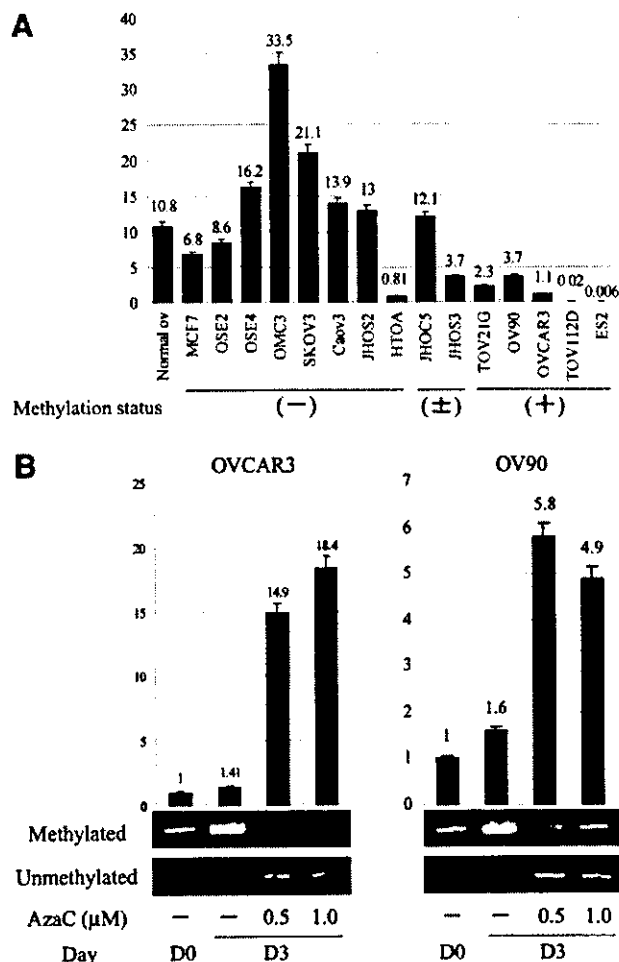 A
40
35
30
25
20
15
10
5
0
10.8
6.8
8.6
16.2
33.5
21.1
13.9
13
0.81
12.1
3.7
2.3
3.7
1.1
0.02
0.006
Normal ov
MCF7
OSE2
OSE4
OMC3
SKOV3
Caov3
JHOS2
HTOA
JHOC5
JHOS3
TOV21G
OV90
OVCAR3
TOV112D
ES2
Methylation status (−) (±) (+)
B
OVCAR3
25
20
15
10
5
0
1
1.41
14.9
18.4
OV90
7
6
5
4
3
2
1
0
1
1.6
5.8
4.9
Methylated
Unmethylated
AzaC (µM) − − 0.5 1.0 − − 0.5 1.0
Day D0 D3 D0 D3